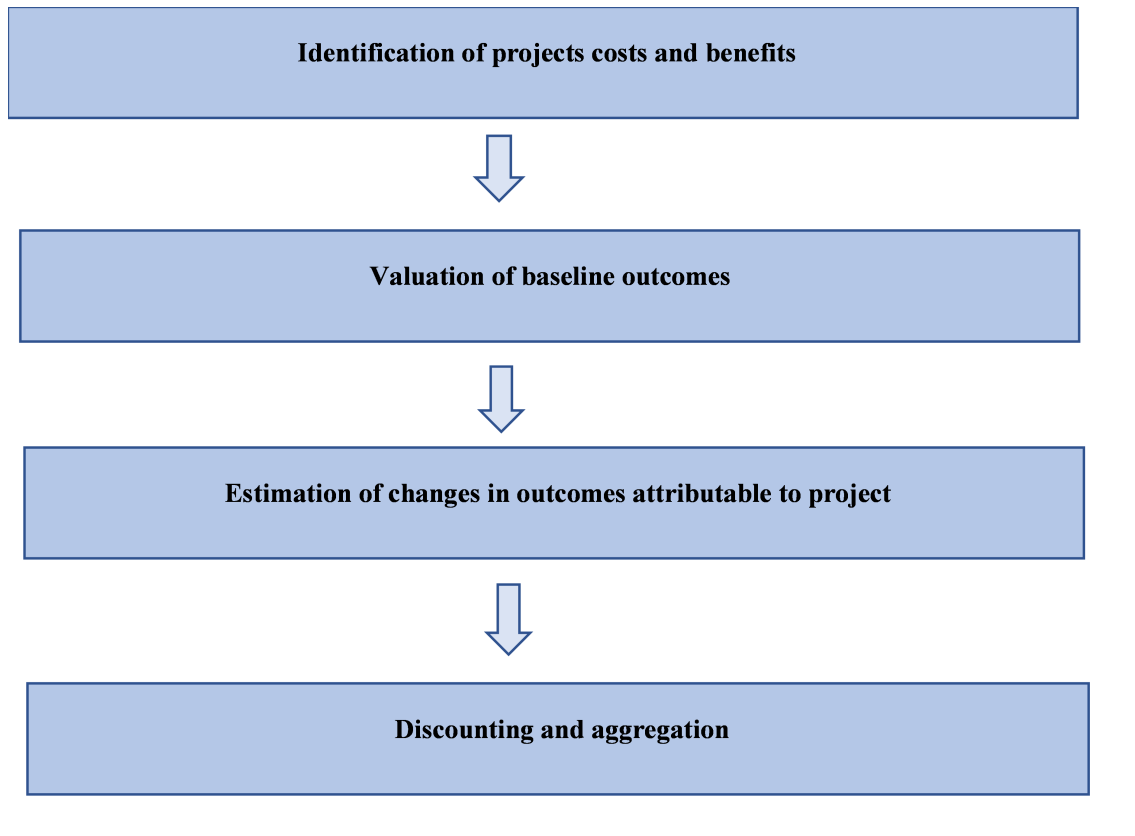 Identification of projects costs and benefits
Valuation of baseline outcomes
Estimation of changes in outcomes attributable to project
Discounting and aggregation